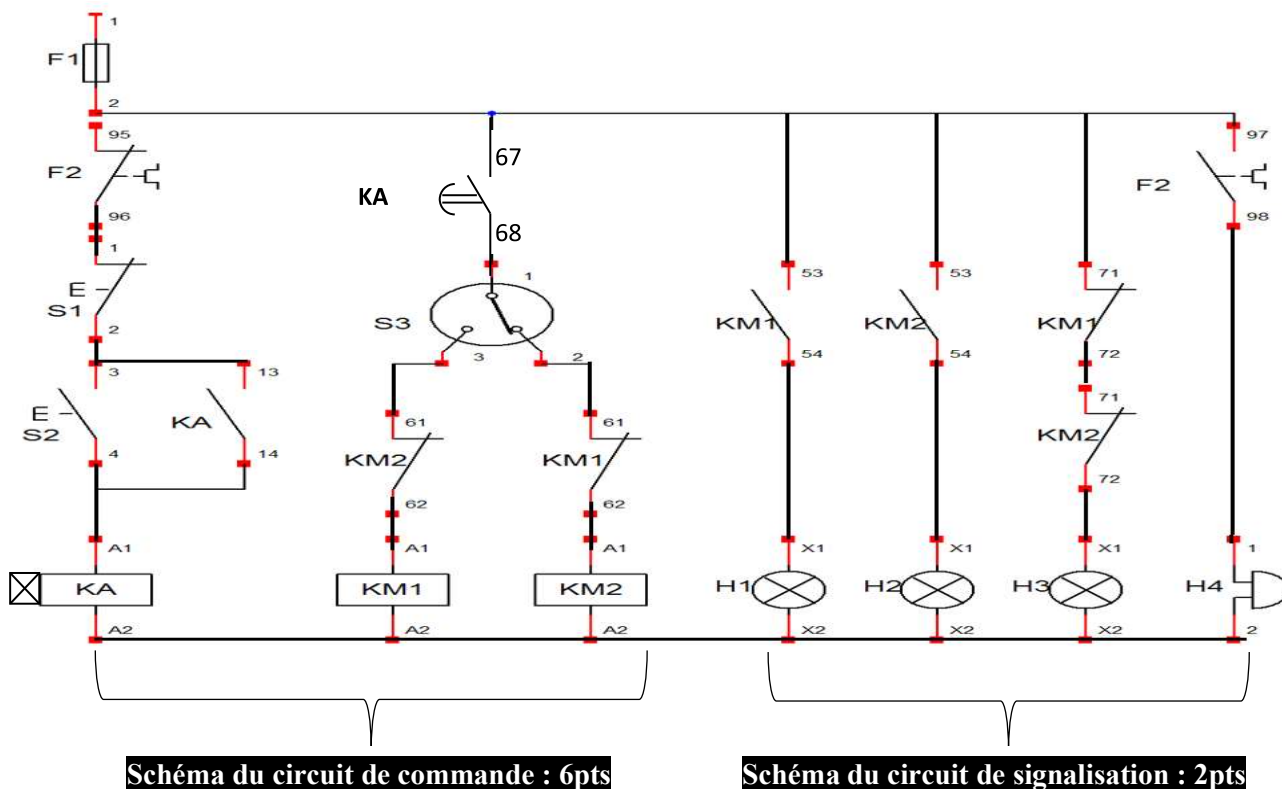 1
F1
2
95 97
67
F2 KA F2
96 68 98
1 1 53 53 71
E
S1 S3 KM1 KM2 KM1
2 3 2 54 54 72
3 13 71
E KA 61 61
S2 KM2 KM1 KM2
4 14 72
62 62
A1 A1 A1 X1 X1 X1 1
KA KM1 KM2 H1 H2 H3 H4
A2 A2 A2 X2 X2 X2 2
Schéma du circuit de commande : 6pts Schéma du circuit de signalisation : 2pts